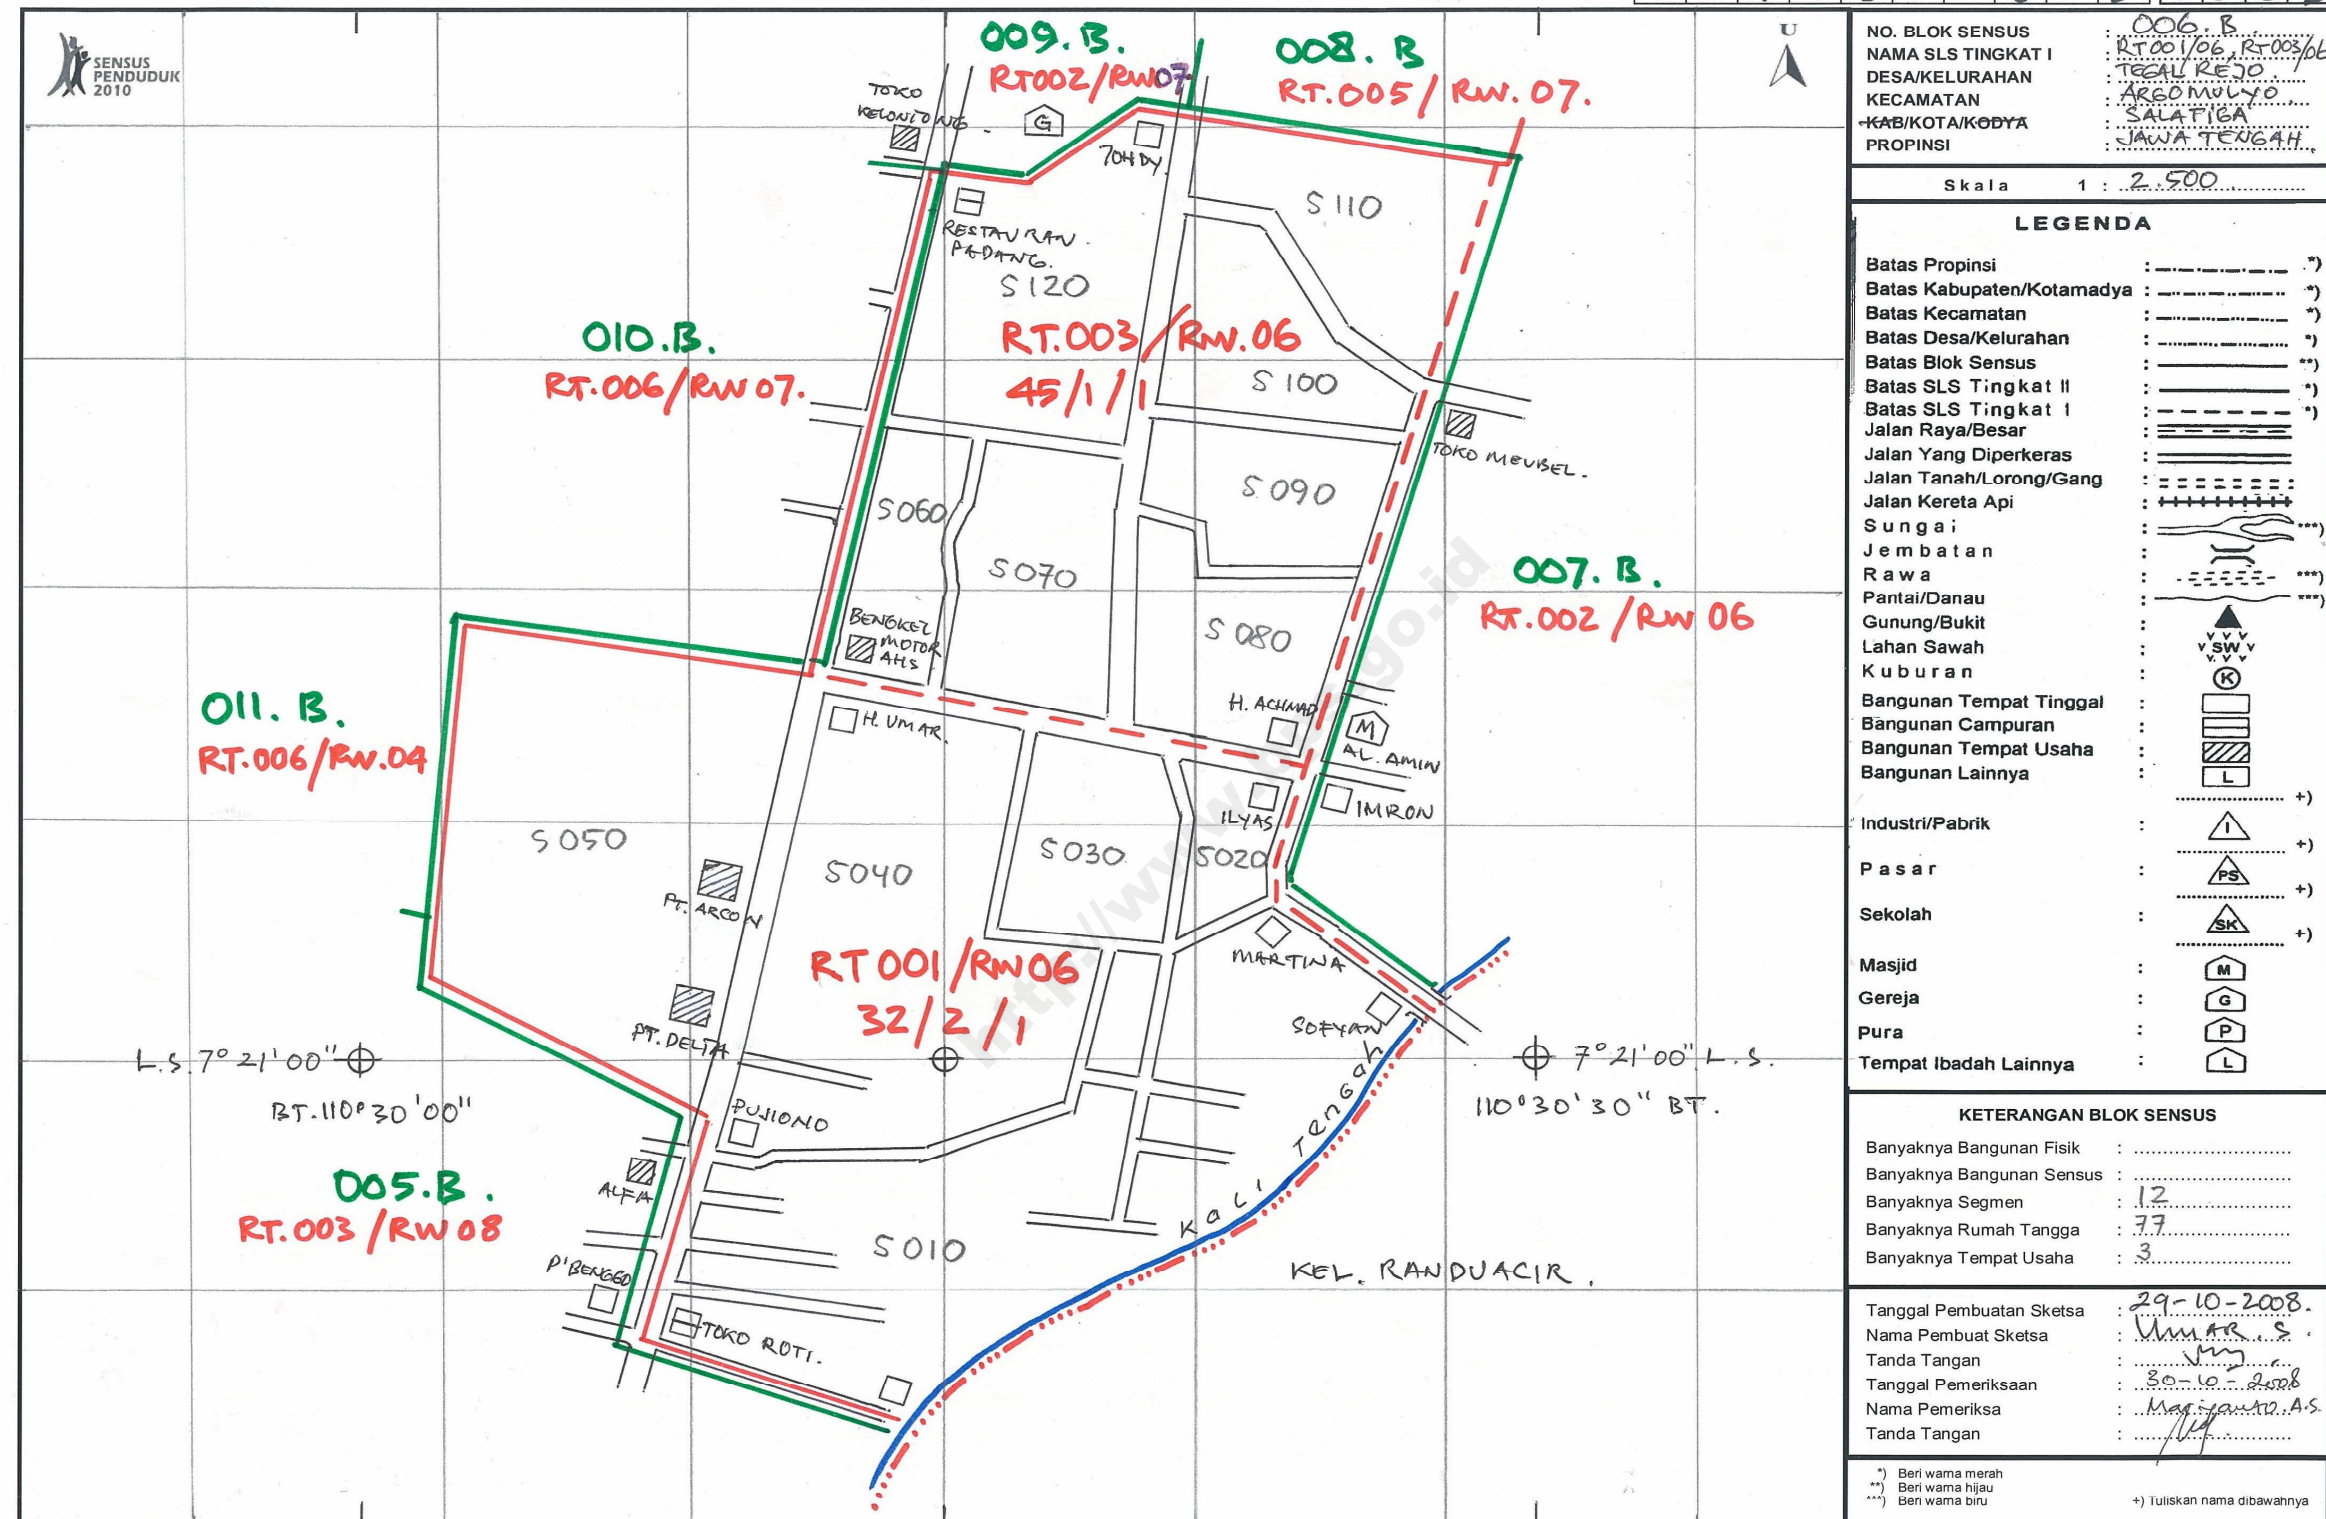 SENSUS
PENDUDUK
2010
009.B.
RT002/RW07
008.B
RT.005/RW.07.
U
TOKO
KELONTONG
G
TOHDY.
RESTAURAN.
PADANG.
S110
S120
010.B.
RT.006/RW07.
RT.003/RW.06
45/1/1
S100
TOKO MEUBEL.
S090
S060
S070
007.B.
RT.002/RW06
BENGKEL
MOTOR
AHS
S080
H. ACHMAD
M
AL. AMIN
H. UMAR.
011.B.
RT.006/RW.04
IMRON
ILYAS
S050
S040
S030
S020
PT. ARCON
MARTINA
RT001/RW06
32/2/1
PT. DELTA
SOFYAN
L.S. 7°21'00"
BT.110°30'00"
7°21'00" L.S.
110°30'30" BT.
PUJIONO
KALI TENGAH
005.B.
RT.003/RW08
ALFA
S010
P'BENGGO
KEL. RANDUACIR.
TOKO ROTI.
http://www.bps.go.id
NO. BLOK SENSUS : 006.B
NAMA SLS TINGKAT I : RT001/06, RT003/06
DESA/KELURAHAN : TEGALREJO.
KECAMATAN : ARGOMULYO
KAB/KOTA/KODYA : SALATIGA
PROPINSI : JAWA TENGAH.
Skala 1 : 2.500
LEGENDA
Batas Propinsi : *)
Batas Kabupaten/Kotamadya : *)
Batas Kecamatan : *)
Batas Desa/Kelurahan : *)
Batas Blok Sensus : **)
Batas SLS Tingkat II : *)
Batas SLS Tingkat I : *)
Jalan Raya/Besar :
Jalan Yang Diperkeras :
Jalan Tanah/Lorong/Gang :
Jalan Kereta Api :
Sungai : ***)
Jembatan :
Rawa : ***)
Pantai/Danau : ***)
Gunung/Bukit :
Lahan Sawah : SW
Kuburan : K
Bangunan Tempat Tinggal :
Bangunan Campuran :
Bangunan Tempat Usaha :
Bangunan Lainnya : L
+)
Industri/Pabrik : I
+)
Pasar : PS
+)
Sekolah : SK
+)
Masjid : M
Gereja : G
Pura : P
Tempat Ibadah Lainnya : L
KETERANGAN BLOK SENSUS
Banyaknya Bangunan Fisik :
Banyaknya Bangunan Sensus :
Banyaknya Segmen : 12
Banyaknya Rumah Tangga : 77
Banyaknya Tempat Usaha : 3
Tanggal Pembuatan Sketsa : 29-10-2008.
Nama Pembuat Sketsa : UMAR.S.
Tanda Tangan :
Tanggal Pemeriksaan : 30-10-2008
Nama Pemeriksa : Mariyanto.A.S.
Tanda Tangan :
*) Beri warna merah
**) Beri warna hijau
***) Beri warna biru
+) Tuliskan nama dibawahnya